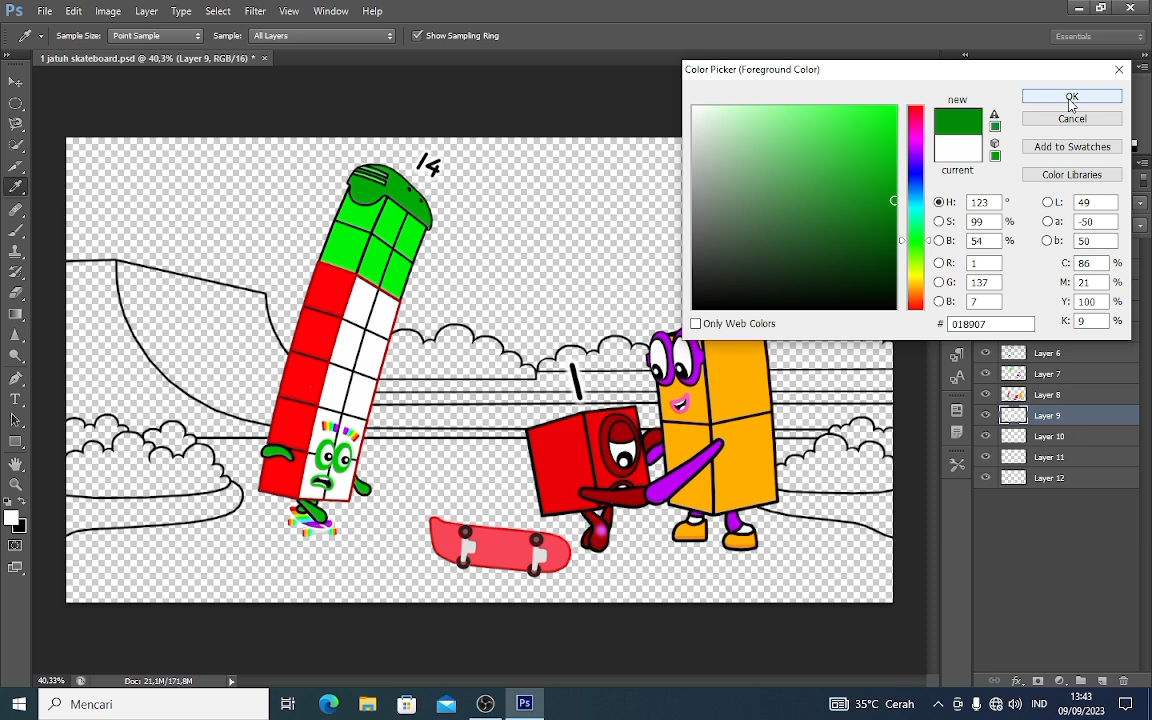 Ps File Edit Image Layer Type Select Filter View Window Help
Sample Size: Point Sample Sample: All Layers Show Sampling Ring Essentials
1 jatuh skateboard.psd @ 40,3% (Layer 9, RGB/16) * ×
Color Picker (Foreground Color)
new
current
OK
Cancel
Add to Swatches
Color Libraries
H: 123 °
S: 99 %
B: 54 %
R: 1
G: 137
B: 7
L: 49
a: -50
b: 50
C: 86 %
M: 21 %
Y: 100 %
K: 9 %
# 018907
Only Web Colors
14
1
Layer 6
Layer 7
Layer 8
Layer 9
Layer 10
Layer 11
Layer 12
40.33% Doc: 21,1M/171,8M
Mencari
Ps
35°C Cerah
IND
13:43
09/09/2023